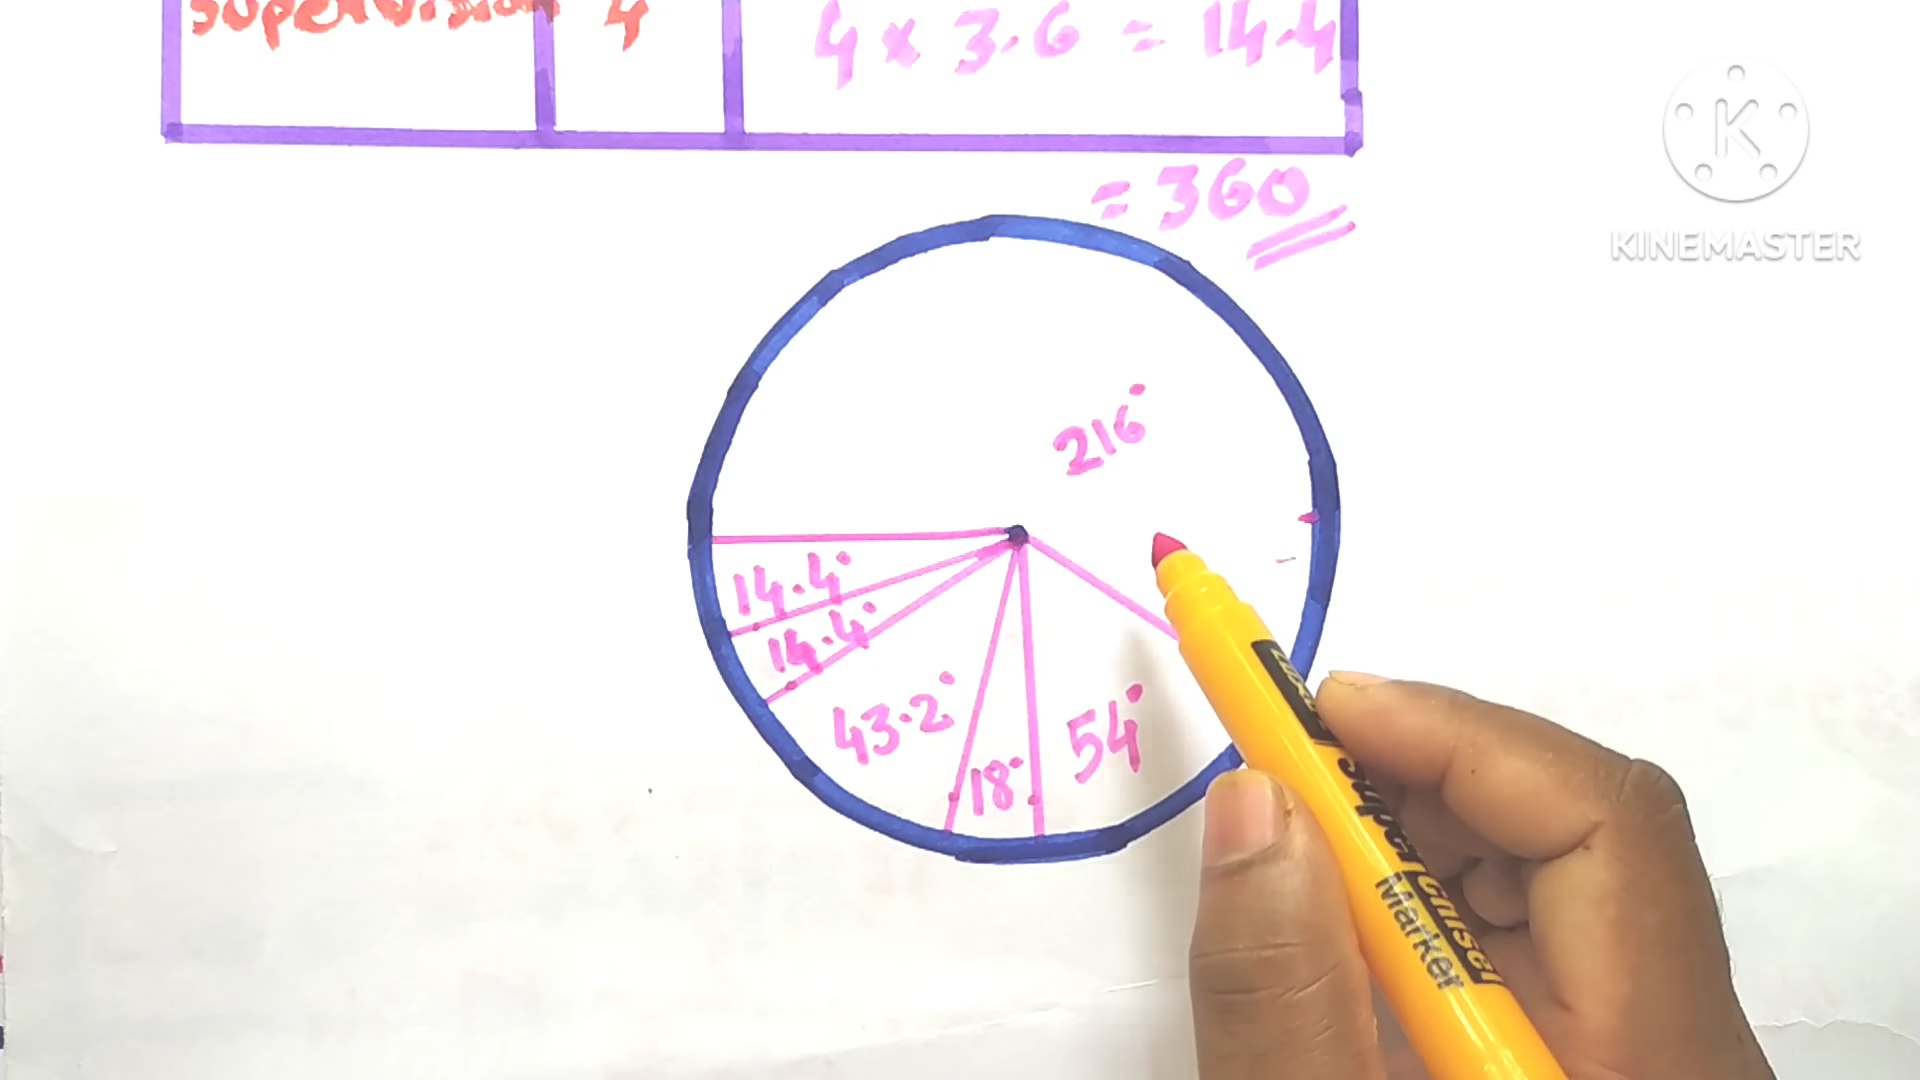 supervision 4 4 × 3.6 = 14.4
= 360
K
KINEMASTER
216°
14.4°
14.4°
43.2°
18°
54°
Super Chisel
Marker